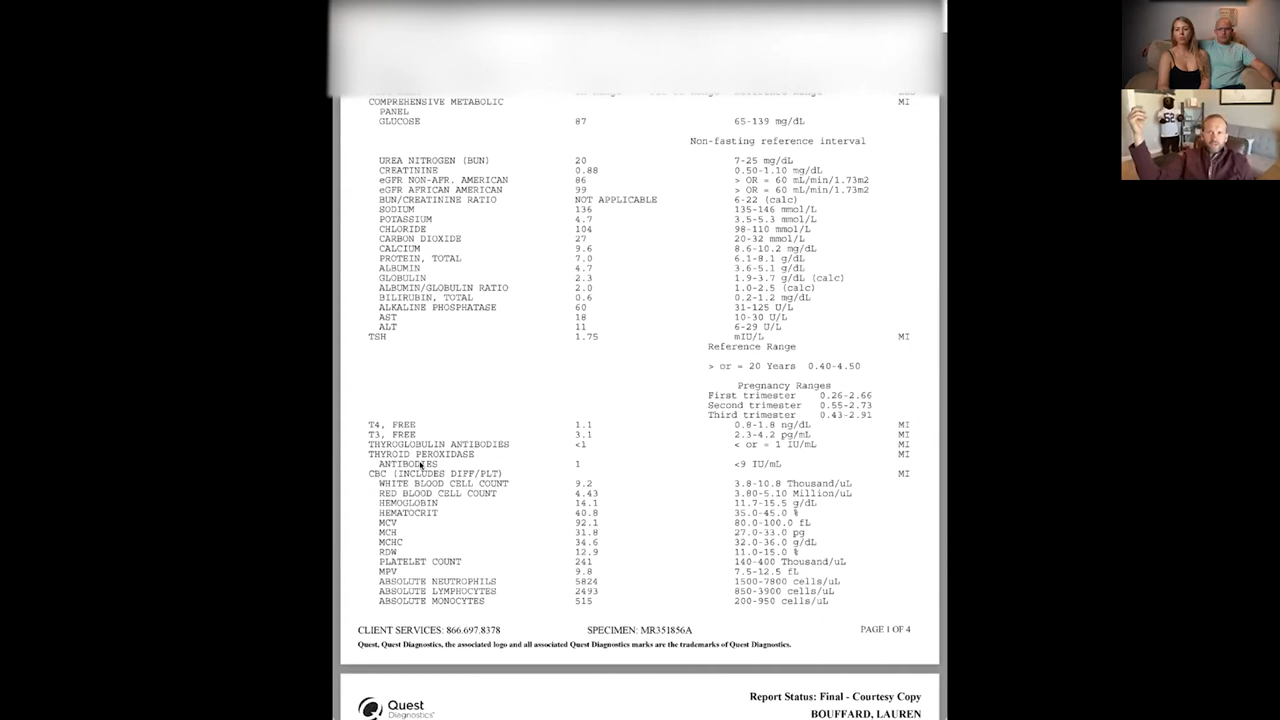 COMPREHENSIVE METABOLIC MI
PANEL
GLUCOSE 87 65-139 mg/dL
Non-fasting reference interval
UREA NITROGEN (BUN) 20 7-25 mg/dL
CREATININE 0.88 0.50-1.10 mg/dL
eGFR NON-AFR. AMERICAN 86 > OR = 60 mL/min/1.73m2
eGFR AFRICAN AMERICAN 99 > OR = 60 mL/min/1.73m2
BUN/CREATININE RATIO NOT APPLICABLE 6-22 (calc)
SODIUM 136 135-146 mmol/L
POTASSIUM 4.7 3.5-5.3 mmol/L
CHLORIDE 104 98-110 mmol/L
CARBON DIOXIDE 27 20-32 mmol/L
CALCIUM 9.6 8.6-10.2 mg/dL
PROTEIN, TOTAL 7.0 6.1-8.1 g/dL
ALBUMIN 4.7 3.6-5.1 g/dL
GLOBULIN 2.3 1.9-3.7 g/dL (calc)
ALBUMIN/GLOBULIN RATIO 2.0 1.0-2.5 (calc)
BILIRUBIN, TOTAL 0.6 0.2-1.2 mg/dL
ALKALINE PHOSPHATASE 60 31-125 U/L
AST 18 10-30 U/L
ALT 11 6-29 U/L
TSH 1.75 mIU/L MI
Reference Range
> or = 20 Years 0.40-4.50
Pregnancy Ranges
First trimester 0.26-2.66
Second trimester 0.55-2.73
Third trimester 0.43-2.91
T4, FREE 1.1 0.8-1.8 ng/dL MI
T3, FREE 3.1 2.3-4.2 pg/mL MI
THYROGLOBULIN ANTIBODIES <1 < or = 1 IU/mL MI
THYROID PEROXIDASE MI
ANTIBODIES 1 <9 IU/mL
CBC (INCLUDES DIFF/PLT) MI
WHITE BLOOD CELL COUNT 9.2 3.8-10.8 Thousand/uL
RED BLOOD CELL COUNT 4.43 3.80-5.10 Million/uL
HEMOGLOBIN 14.1 11.7-15.5 g/dL
HEMATOCRIT 40.8 35.0-45.0 %
MCV 92.1 80.0-100.0 fL
MCH 31.8 27.0-33.0 pg
MCHC 34.6 32.0-36.0 g/dL
RDW 12.9 11.0-15.0 %
PLATELET COUNT 241 140-400 Thousand/uL
MPV 9.8 7.5-12.5 fL
ABSOLUTE NEUTROPHILS 5824 1500-7800 cells/uL
ABSOLUTE LYMPHOCYTES 2493 850-3900 cells/uL
ABSOLUTE MONOCYTES 515 200-950 cells/uL
CLIENT SERVICES: 866.697.8378 SPECIMEN: MR351856A PAGE 1 OF 4
Quest, Quest Diagnostics, the associated logo and all associated Quest Diagnostics marks are the trademarks of Quest Diagnostics.
Quest
Diagnostics
Report Status: Final - Courtesy Copy
BOUFFARD, LAUREN
52